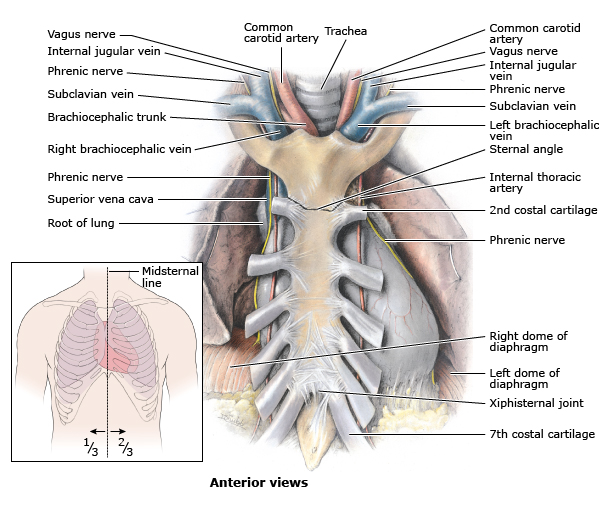 Vagus nerve
Internal jugular vein
Phrenic nerve
Subclavian vein
Brachiocephalic trunk
Right brachiocephalic vein
Phrenic nerve
Superior vena cava
Root of lung
Common
carotid artery
Trachea
Common carotid
artery
Vagus nerve
Internal jugular
vein
Phrenic nerve
Subclavian vein
Left brachiocephalic
vein
Sternal angle
Internal thoracic
artery
2nd costal cartilage
Phrenic nerve
Right dome of
diaphragm
Left dome of
diaphragm
Xiphisternal joint
7th costal cartilage
Midsternal
line
1/3 2/3
Anterior views